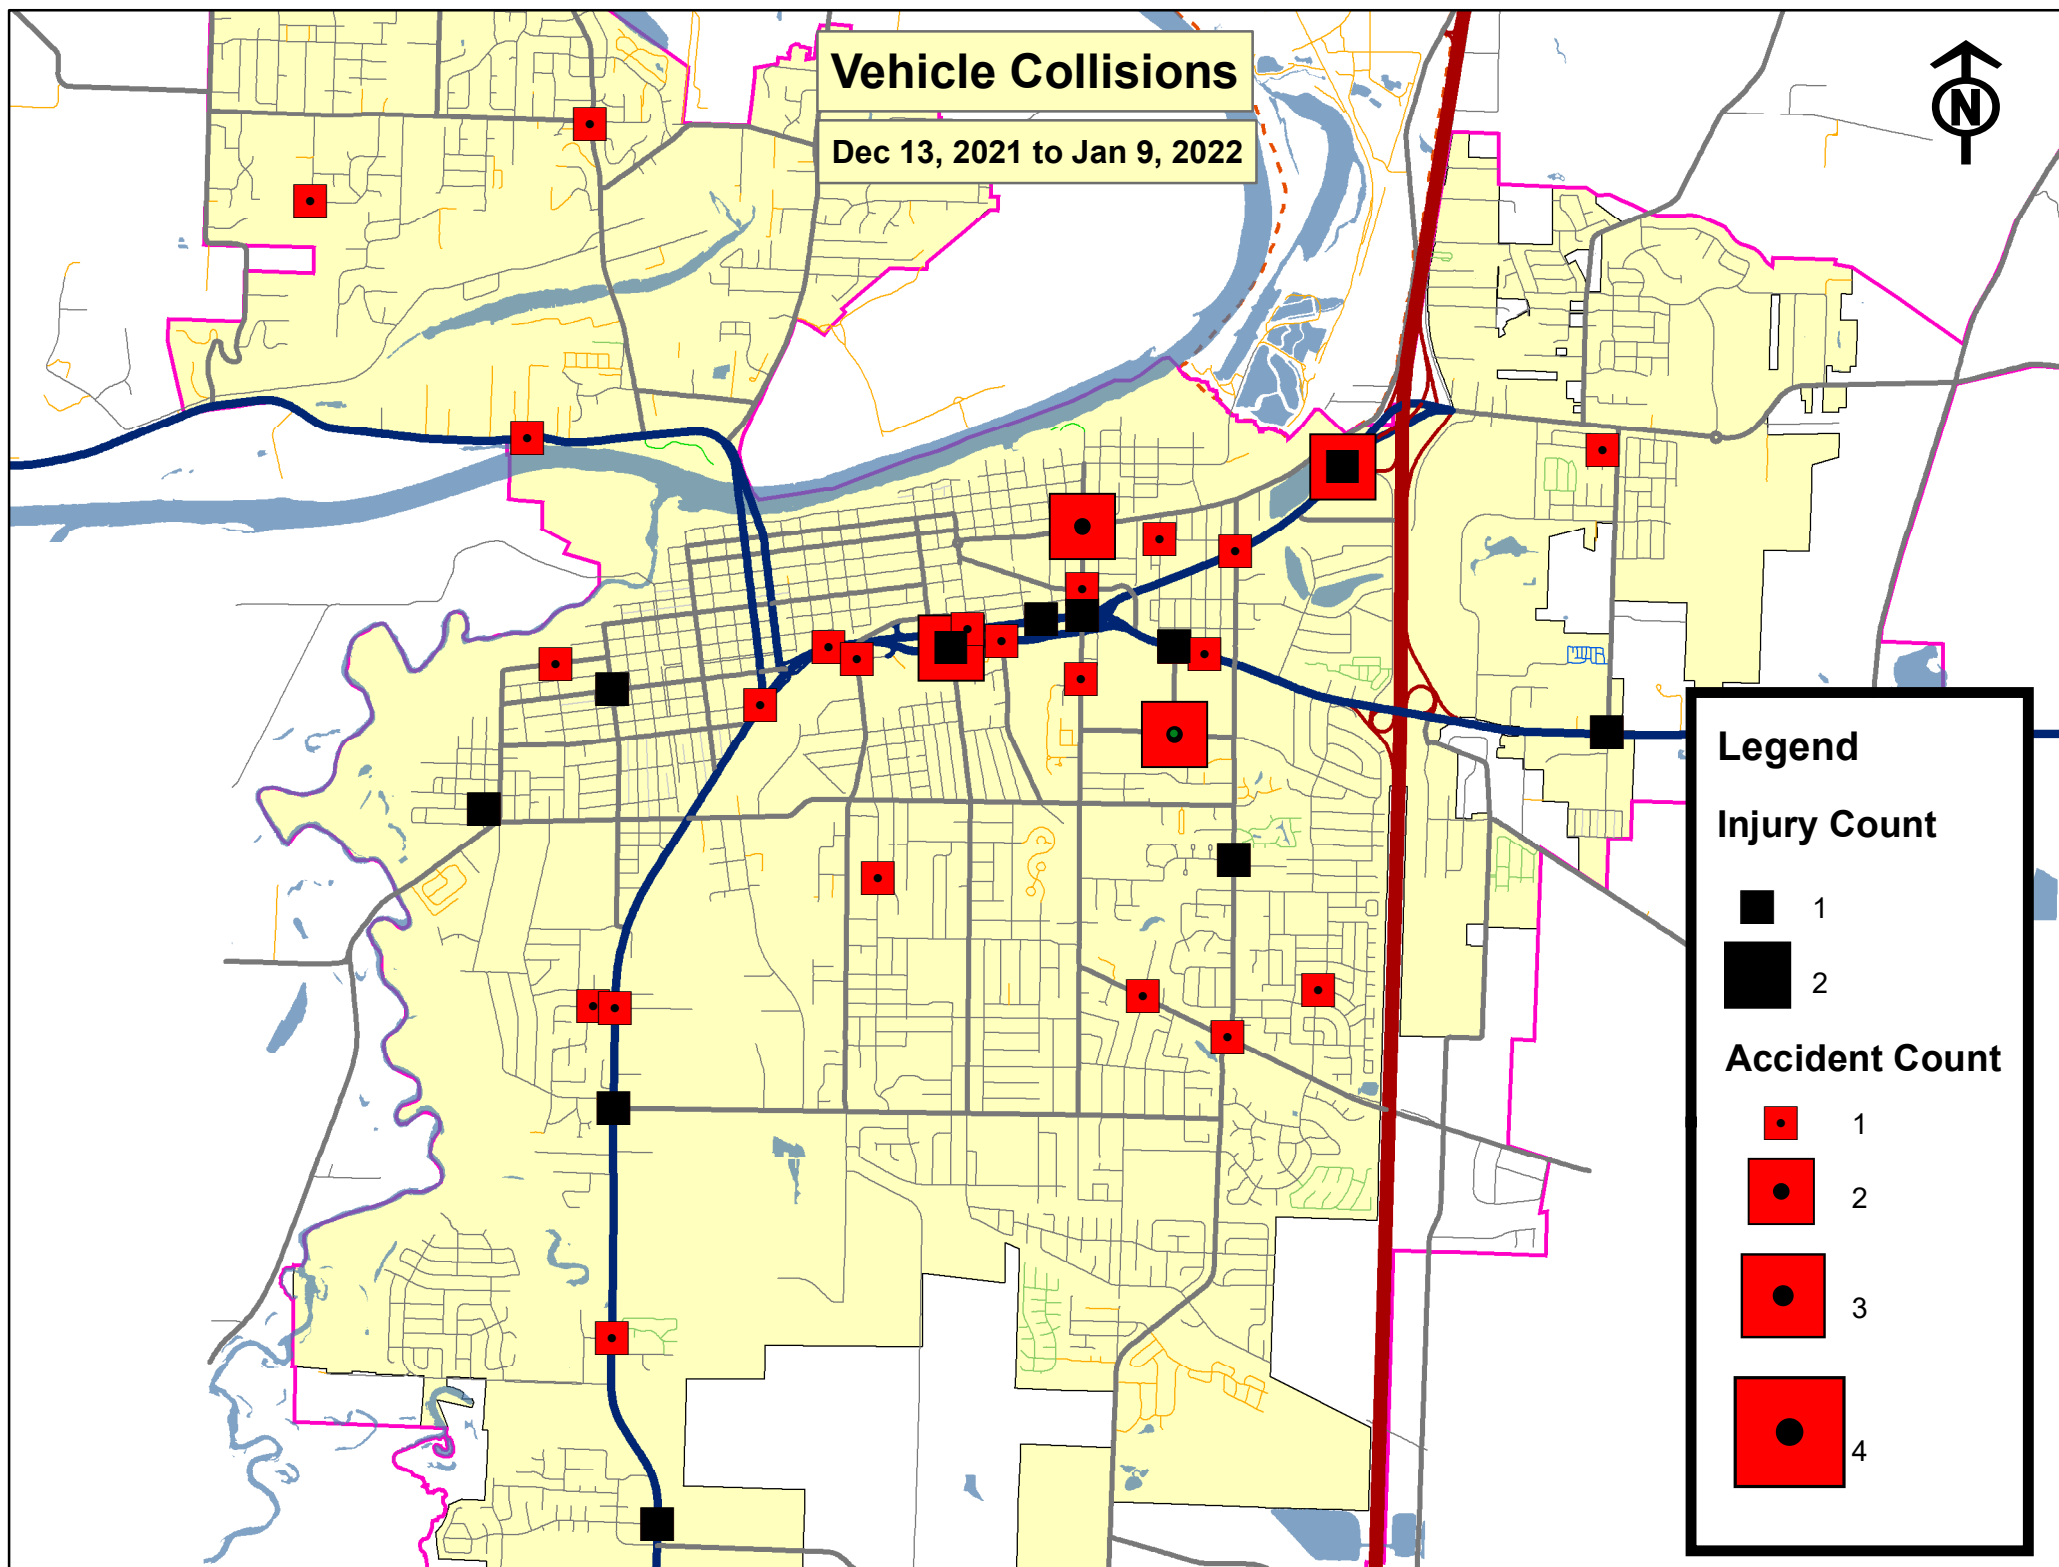 Vehicle Collisions
Dec 13, 2021 to Jan 9, 2022
N
Legend
Injury Count
1
2
Accident Count
1
2
3
4